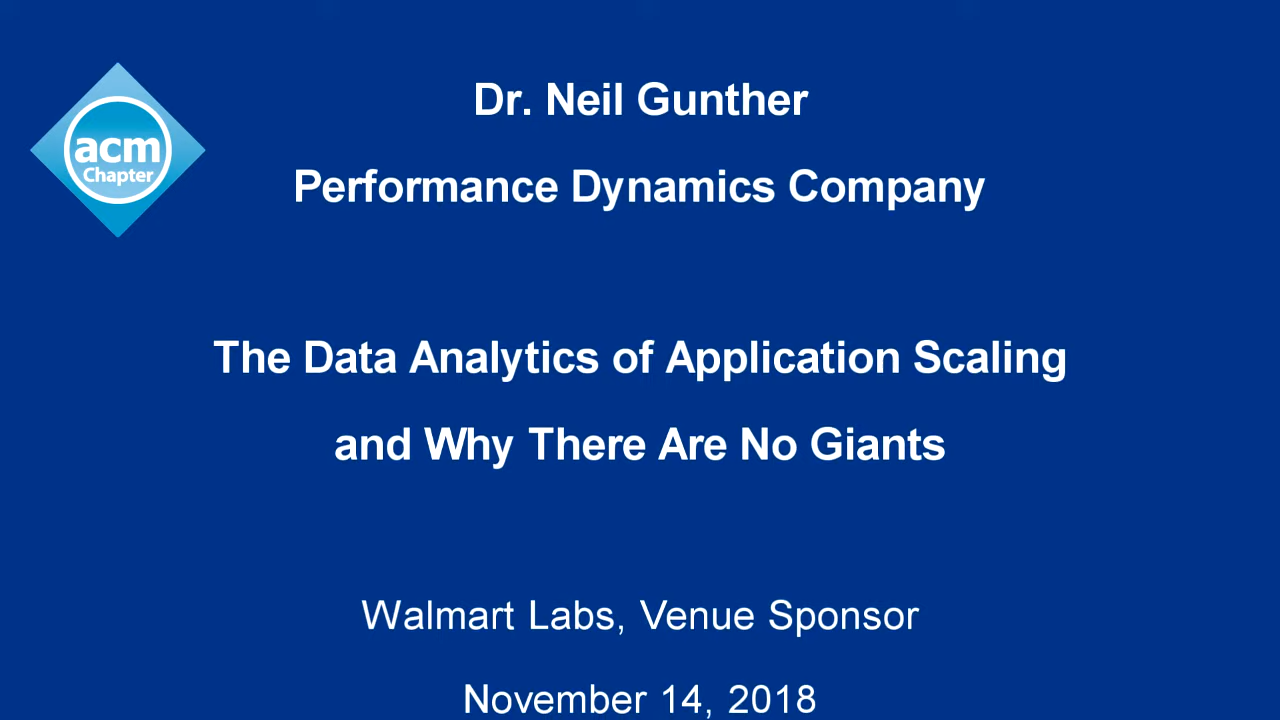 acm
Chapter
Dr. Neil Gunther
Performance Dynamics Company
The Data Analytics of Application Scaling
and Why There Are No Giants
Walmart Labs, Venue Sponsor
November 14, 2018